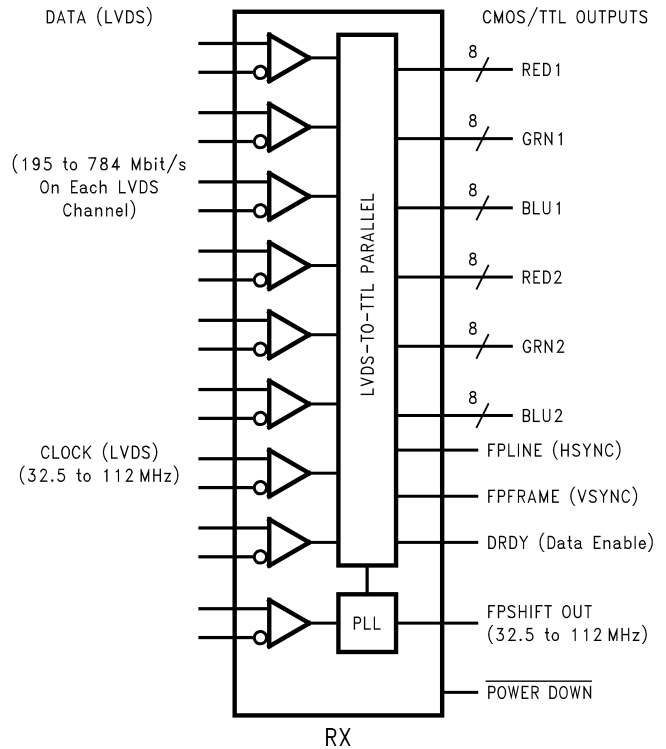 DATA (LVDS)
CMOS/TTL OUTPUTS
8
RED1
8
GRN1
(195 to 784 Mbit/s
On Each LVDS
Channel)
8
BLU1
8
RED2
LVDS-TO-TTL PARALLEL
8
GRN2
8
BLU2
CLOCK (LVDS)
(32.5 to 112 MHz)
FPLINE (HSYNC)
FPFRAME (VSYNC)
DRDY (Data Enable)
PLL
FPSHIFT OUT
(32.5 to 112 MHz)
POWER DOWN
RX